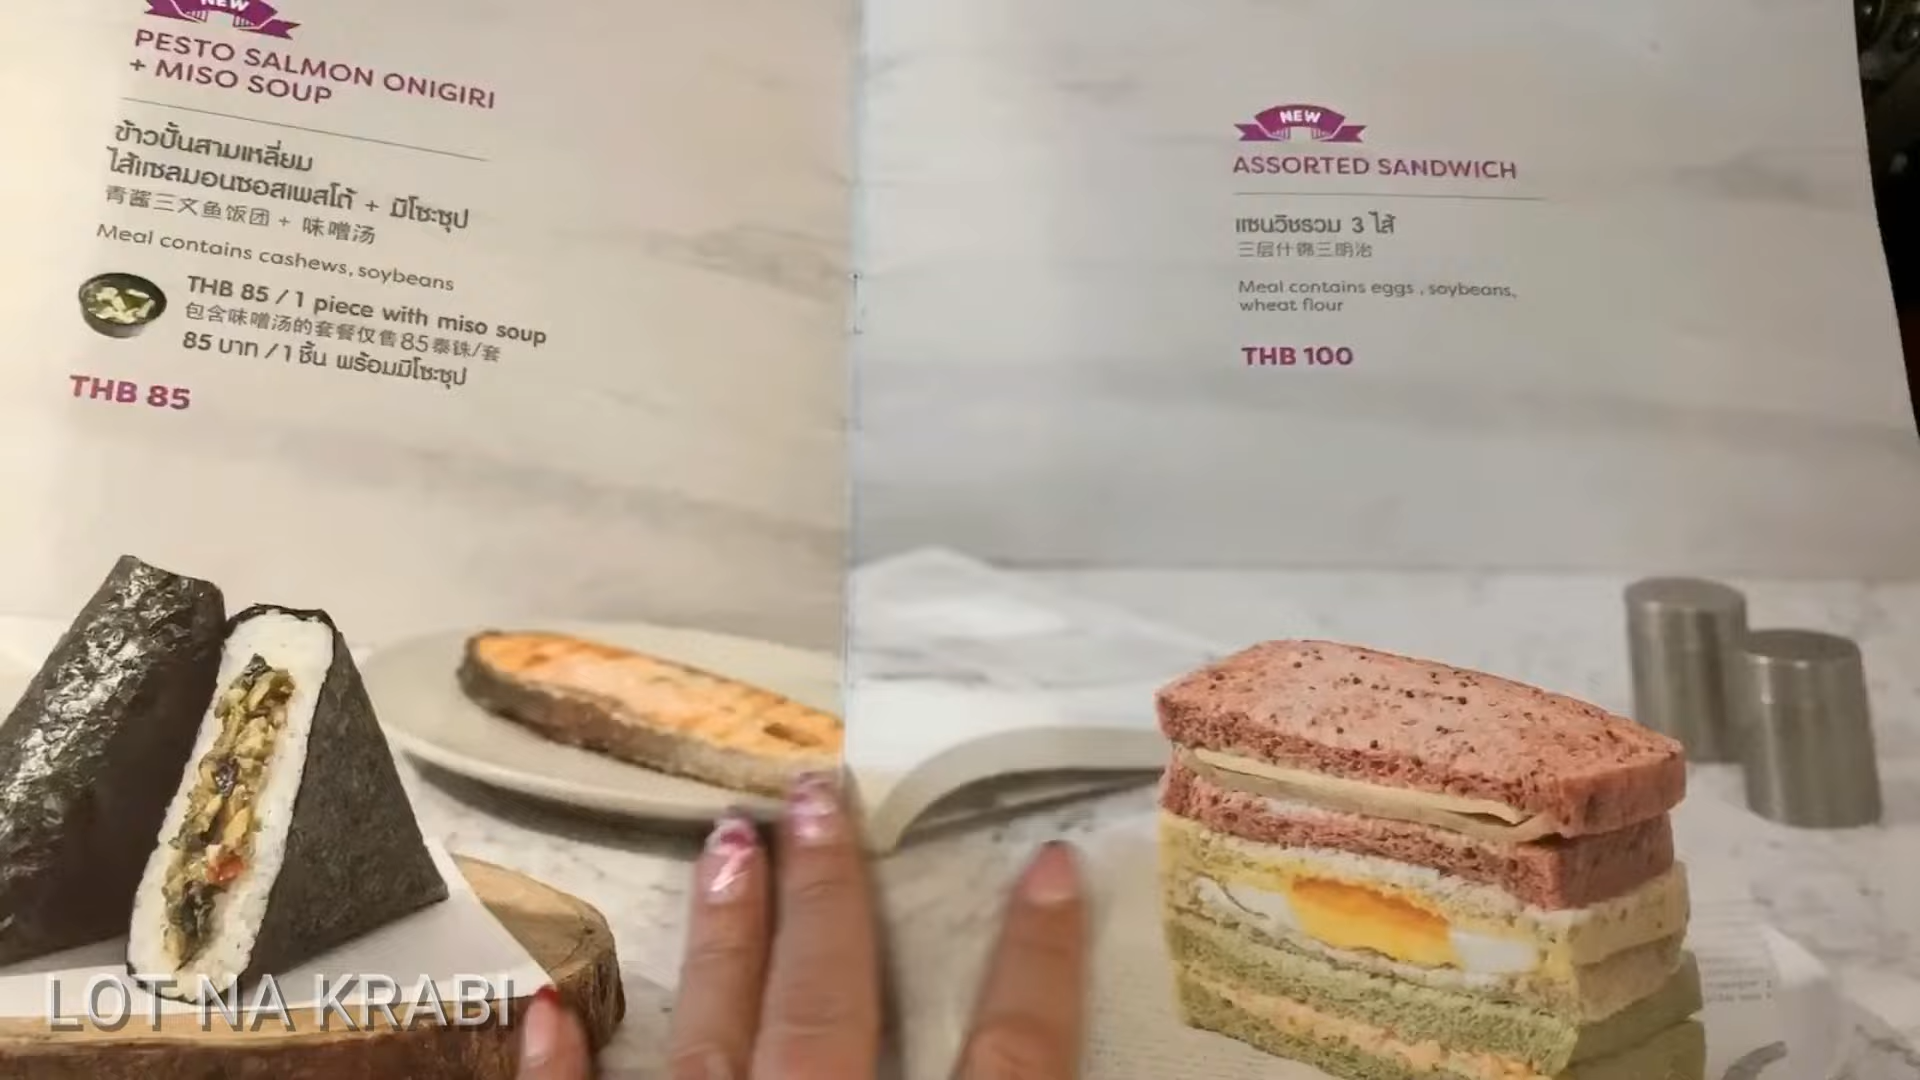 NEW
PESTO SALMON ONIGIRI
+ MISO SOUP
ข้าวปั้นสามเหลี่ยม
ไส้แซลมอนซอสเพสโต้ + มิโซะซุป
青酱三文鱼饭团 + 味噌汤
Meal contains cashews, soybeans
THB 85 / 1 piece with miso soup
包含味噌汤的套餐仅售85泰铢/套
85 บาท / 1 ชิ้น พร้อมมิโซะซุป
THB 85
NEW
ASSORTED SANDWICH
แซนวิชรวม 3 ไส้
三层什锦三明治
Meal contains eggs , soybeans,
wheat flour
THB 100
LOT NA KRABI